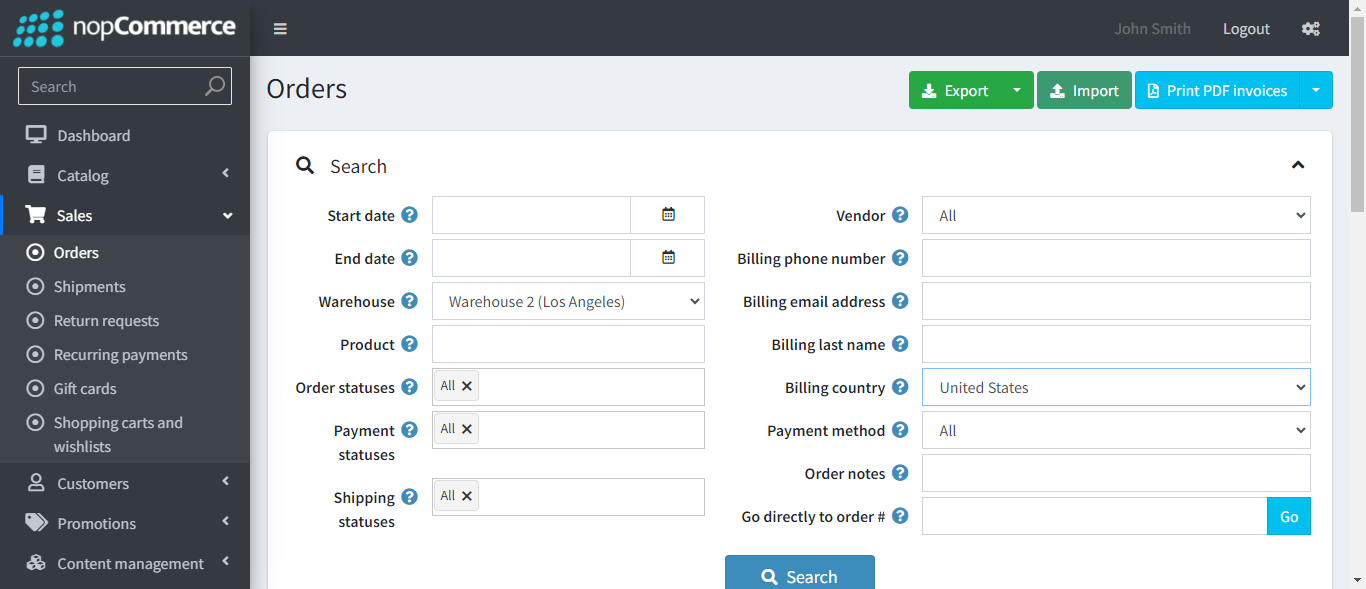 nopCommerce
John Smith
Logout
Search
Dashboard
Catalog
Sales
Orders
Shipments
Return requests
Recurring payments
Gift cards
Shopping carts and
wishlists
Customers
Promotions
Content management
Orders
Export
Import
Print PDF invoices
Search
Start date
End date
Warehouse
Warehouse 2 (Los Angeles)
Product
Order statuses
All
Payment
statuses
All
Shipping
statuses
All
Vendor
All
Billing phone number
Billing email address
Billing last name
Billing country
United States
Payment method
All
Order notes
Go directly to order #
Go
Search